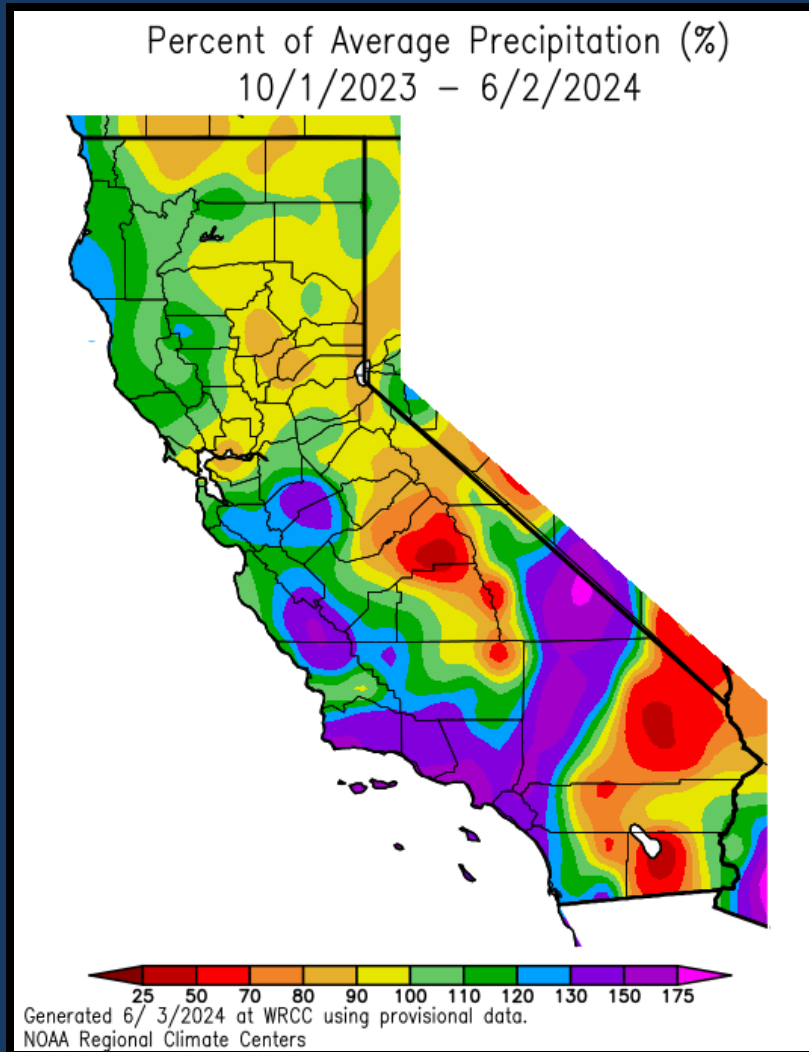 Percent of Average Precipitation (%)
10/1/2023 – 6/2/2024
25 50 70 80 90 100 110 120 130 150 175
Generated 6/ 3/2024 at WRCC using provisional data.
NOAA Regional Climate Centers